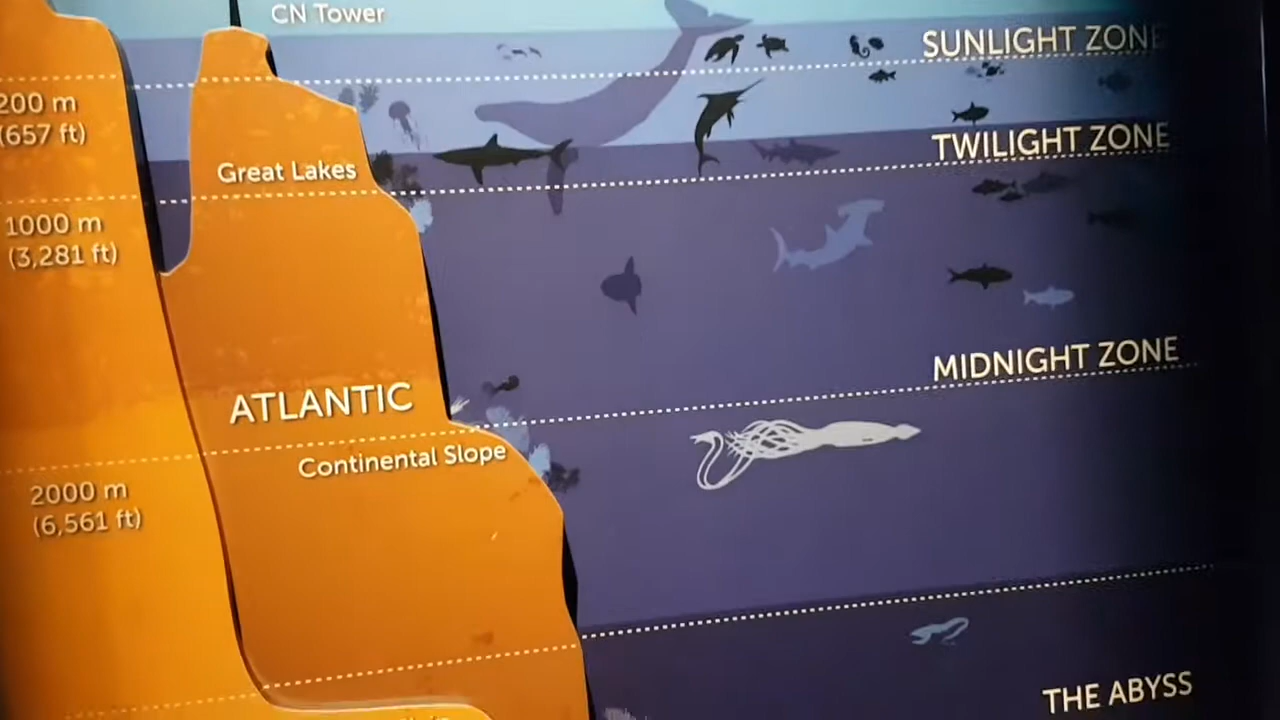 CN Tower
SUNLIGHT ZONE
200 m
(657 ft)
TWILIGHT ZONE
Great Lakes
1000 m
(3,281 ft)
MIDNIGHT ZONE
ATLANTIC
Continental Slope
2000 m
(6,561 ft)
THE ABYSS